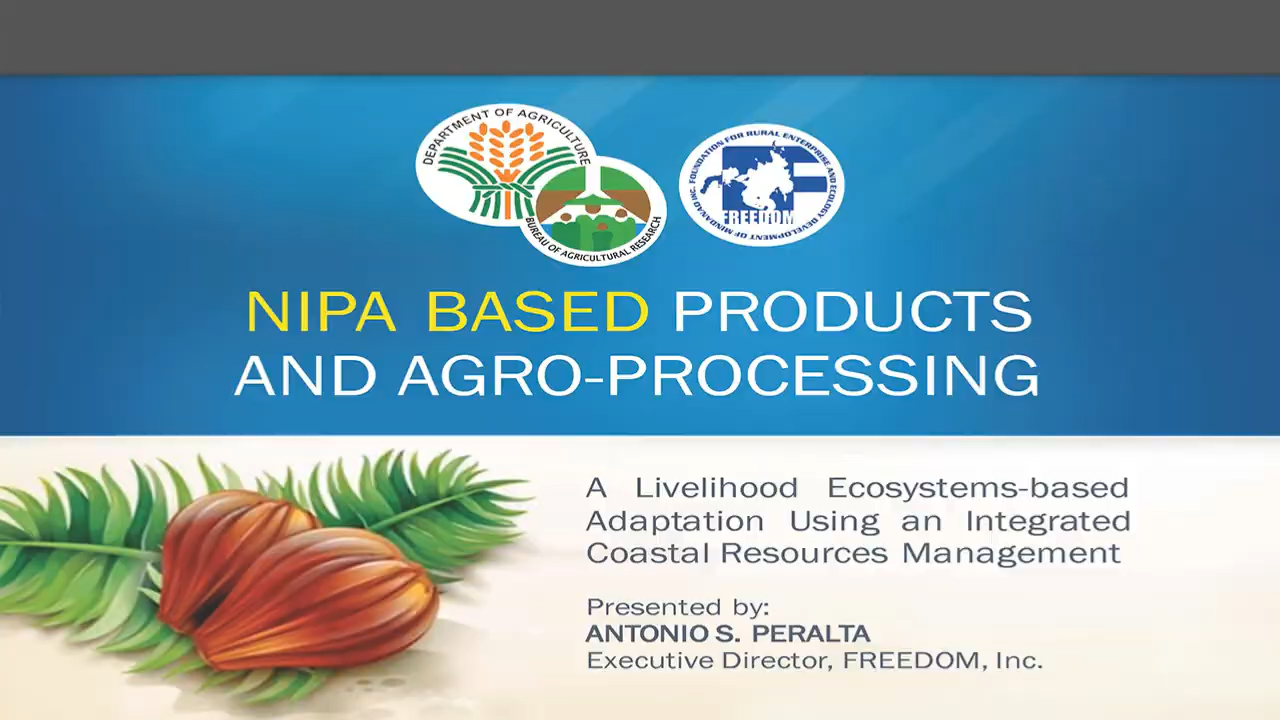 DEPARTMENT OF AGRICULTURE
BUREAU OF AGRICULTURAL RESEARCH
FOUNDATION FOR RURAL ENTERPRISE AND ECOLOGY DEVELOPMENT OF MINDANAO INC.
FREEDOM
NIPA BASED PRODUCTS
AND AGRO-PROCESSING
A Livelihood Ecosystems-based
Adaptation Using an Integrated
Coastal Resources Management
Presented by:
ANTONIO S. PERALTA
Executive Director, FREEDOM, Inc.